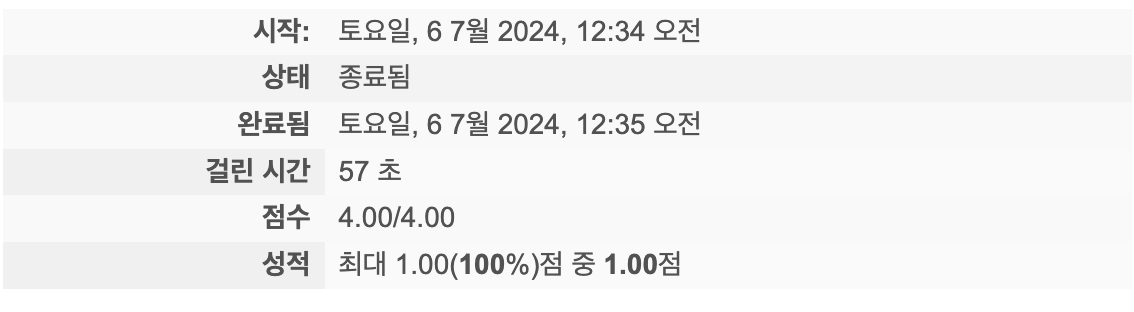 시작: 토요일, 6 7월 2024, 12:34 오전
상태 종료됨
완료됨 토요일, 6 7월 2024, 12:35 오전
걸린 시간 57 초
점수 4.00/4.00
성적 최대 1.00(100%)점 중 1.00점